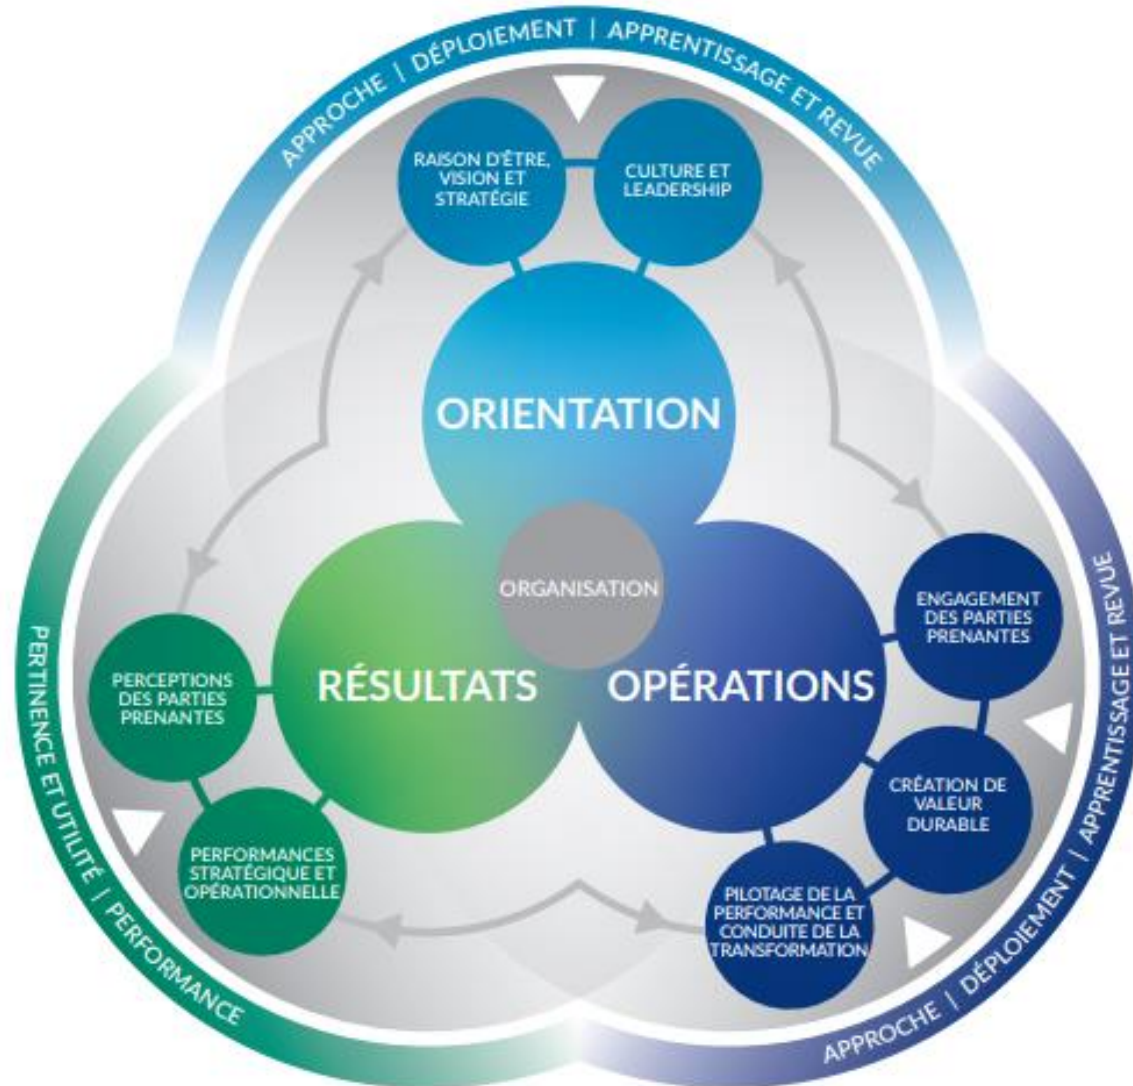 APPROCHE | DÉPLOIEMENT | APPRENTISSAGE ET REVUE
RAISON D'ÊTRE,
VISION ET
STRATÉGIE
CULTURE ET
LEADERSHIP
ORIENTATION
ORGANISATION
RÉSULTATS
OPÉRATIONS
ENGAGEMENT
DES PARTIES
PRENANTES
CRÉATION DE
VALEUR
DURABLE
PILOTAGE DE LA
PERFORMANCE ET
CONDUITE DE LA
TRANSFORMATION
APPROCHE | DÉPLOIEMENT | APPRENTISSAGE ET REVUE
PERCEPTIONS
DES PARTIES
PRENANTES
PERFORMANCES
STRATÉGIQUE ET
OPÉRATIONNELLE
PERTINENCE ET UTILITÉ | PERFORMANCE